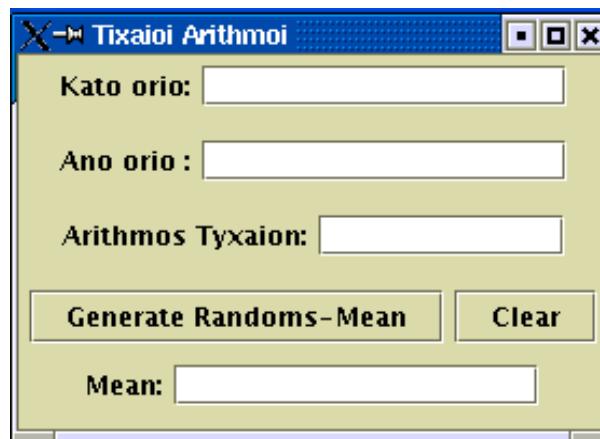 Tixaioi Arithmoi
Kato orio:
Ano orio :
Arithmos Tyxaion:
Generate Randoms-Mean Clear
Mean: